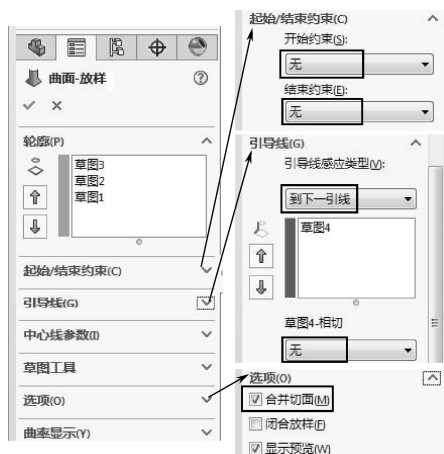 曲面-放样
轮廓(P)
草图3
草图2
草图1
起始/结束约束(C)
引导线(G)
中心线参数(I)
草图工具
选项(O)
曲率显示(Y)
起始/结束约束(C)
开始约束(S):
无
结束约束(E):
无
引导线(G)
引导线感应类型(V):
到下一引线
草图4
草图4-相切
无
选项(O)
合并切面(M)
闭合放样(F)
显示预览(W)